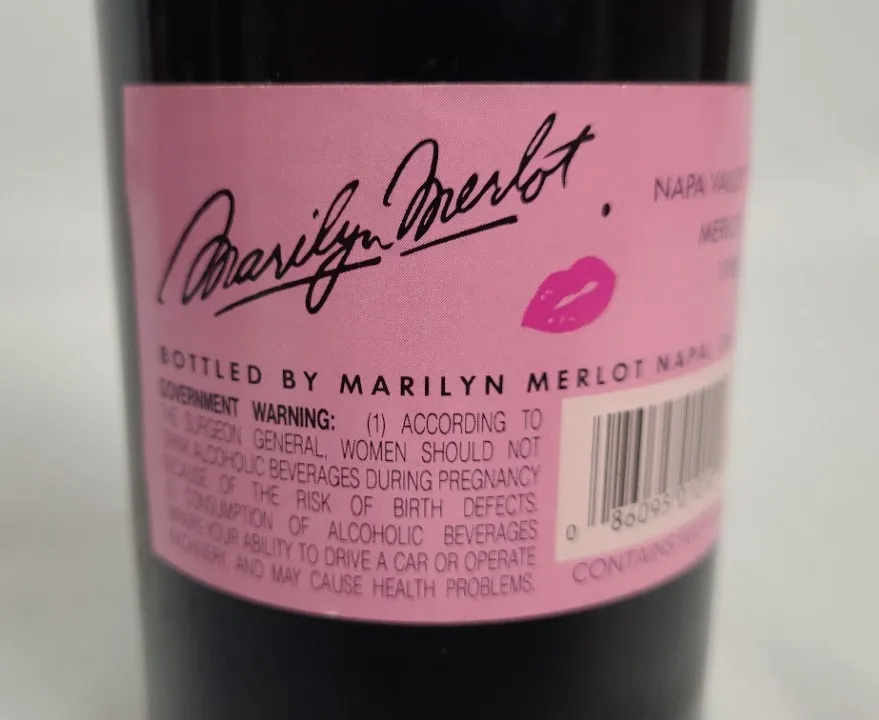 Marilyn Merlot.
NAPA
BOTTLED BY MARILYN MERLOT NAPA,
GOVERNMENT WARNING: (1) ACCORDING TO
THE SURGEON GENERAL, WOMEN SHOULD NOT
DRINK ALCOHOLIC BEVERAGES DURING PREGNANCY
BECAUSE OF THE RISK OF BIRTH DEFECTS.
(2) CONSUMPTION OF ALCOHOLIC BEVERAGES
IMPAIRS YOUR ABILITY TO DRIVE A CAR OR OPERATE
MACHINERY, AND MAY CAUSE HEALTH PROBLEMS.
0 86095
CONTAINS